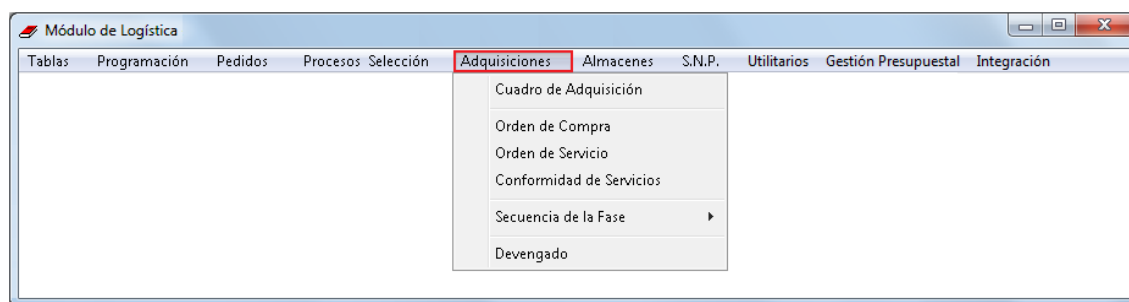 Módulo de Logística
Tablas Programación Pedidos Procesos Selección Adquisiciones Almacenes S.N.P. Utilitarios Gestión Presupuestal Integración
Cuadro de Adquisición
Orden de Compra
Orden de Servicio
Conformidad de Servicios
Secuencia de la Fase
Devengado